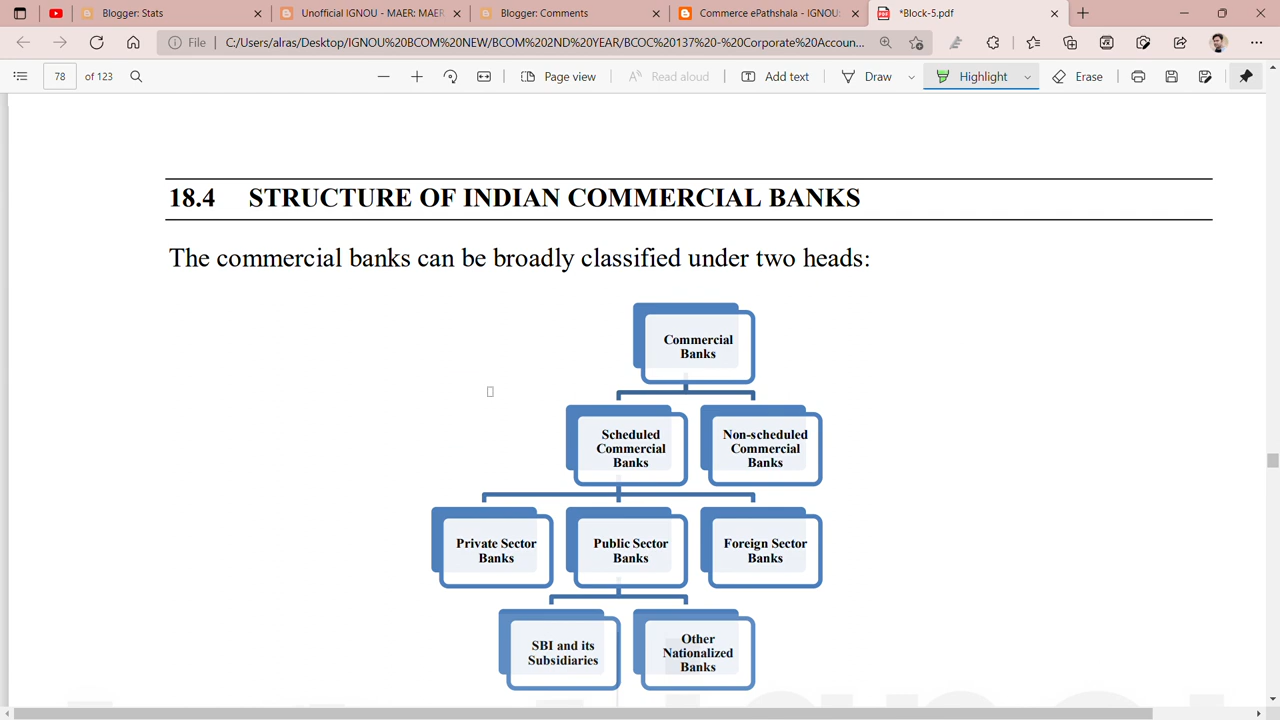 Blogger: Stats
Unofficial IGNOU - MAER: MAER
Blogger: Comments
Commerce ePathshala - IGNOU
*Block-5.pdf
File
C:/Users/alras/Desktop/IGNOU%20BCOM%20NEW/BCOM%202ND%20YEAR/BCOC%20137%20-%20Corporate%20Accoun...
78 of 123
Page view
Read aloud
Add text
Draw
Highlight
Erase
18.4 STRUCTURE OF INDIAN COMMERCIAL BANKS
The commercial banks can be broadly classified under two heads:
Commercial
Banks
Scheduled
Commercial
Banks
Non-scheduled
Commercial
Banks
Private Sector
Banks
Public Sector
Banks
Foreign Sector
Banks
SBI and its
Subsidiaries
Other
Nationalized
Banks